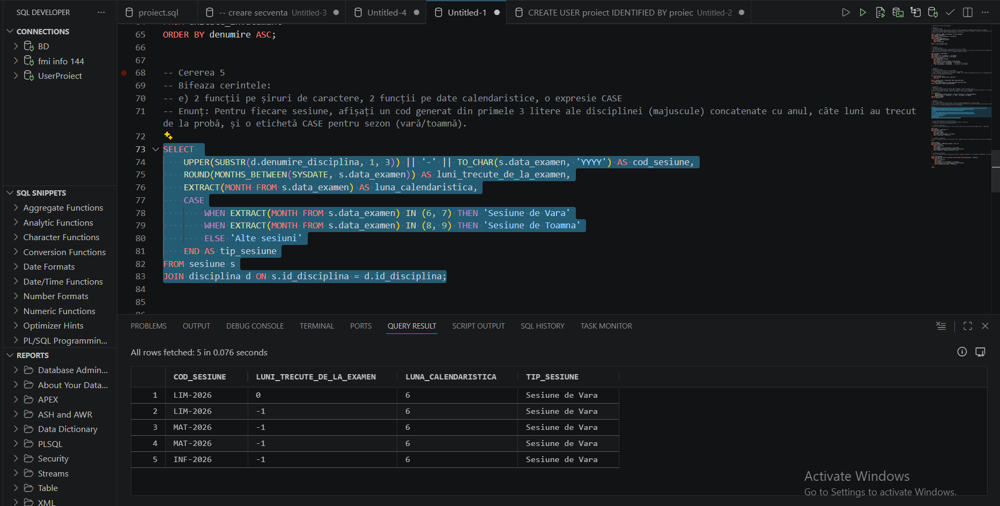 SQL DEVELOPER
proiect.sql
-- creare secventa Untitled-3
Untitled-4
Untitled-1
CREATE USER proiect IDENTIFIED BY proiec Untitled-2
CONNECTIONS
BD
fmi info 144
UserProiect
SQL SNIPPETS
Aggregate Functions
Analytic Functions
Character Functions
Conversion Functions
Date Formats
Date/Time Functions
Number Formats
Numeric Functions
Optimizer Hints
PL/SQL Programmin...
REPORTS
Database Admin...
About Your Data...
APEX
ASH and AWR
Data Dictionary
PLSQL
Security
Streams
Table
XML
65 ORDER BY denumire ASC;
66
67
68 -- Cererea 5
69 -- Bifeaza cerintele:
70 -- e) 2 funcții pe șiruri de caractere, 2 funcții pe date calendaristice, o expresie CASE
71 -- Enunț: Pentru fiecare sesiune, afișați un cod generat din primele 3 litere ale disciplinei (majuscule) concatenate cu anul, câte luni au trecut
de la probă, și o etichetă CASE pentru sezon (vară/toamnă).
72
73 SELECT
74 UPPER(SUBSTR(d.denumire_disciplina, 1, 3)) || '-' || TO_CHAR(s.data_examen, 'YYYY') AS cod_sesiune,
75 ROUND(MONTHS_BETWEEN(SYSDATE, s.data_examen)) AS luni_trecute_de_la_examen,
76 EXTRACT(MONTH FROM s.data_examen) AS luna_calendaristica,
77 CASE
78 WHEN EXTRACT(MONTH FROM s.data_examen) IN (6, 7) THEN 'Sesiune de Vara'
79 WHEN EXTRACT(MONTH FROM s.data_examen) IN (8, 9) THEN 'Sesiune de Toamna'
80 ELSE 'Alte sesiuni'
81 END AS tip_sesiune
82 FROM sesiune s
83 JOIN disciplina d ON s.id_disciplina = d.id_disciplina;
84
85
PROBLEMS OUTPUT DEBUG CONSOLE TERMINAL PORTS QUERY RESULT SCRIPT OUTPUT SQL HISTORY TASK MONITOR
All rows fetched: 5 in 0.076 seconds
COD_SESIUNE LUNI_TRECUTE_DE_LA_EXAMEN LUNA_CALENDARISTICA TIP_SESIUNE
1 LIM-2026 0 6 Sesiune de Vara
2 LIM-2026 -1 6 Sesiune de Vara
3 MAT-2026 -1 6 Sesiune de Vara
4 MAT-2026 -1 6 Sesiune de Vara
5 INF-2026 -1 6 Sesiune de Vara
Activate Windows
Go to Settings to activate Windows.